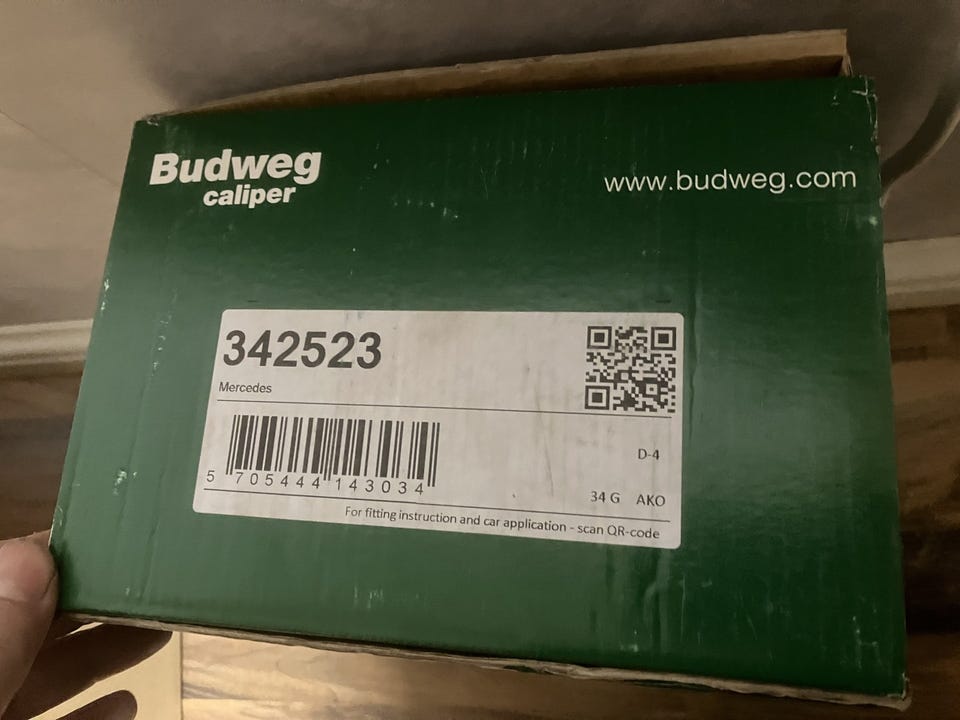 Budweg
caliper
www.budweg.com
342523
Mercedes
5 705444 143034
D-4
34 G AKO
For fitting instruction and car application - scan QR-code